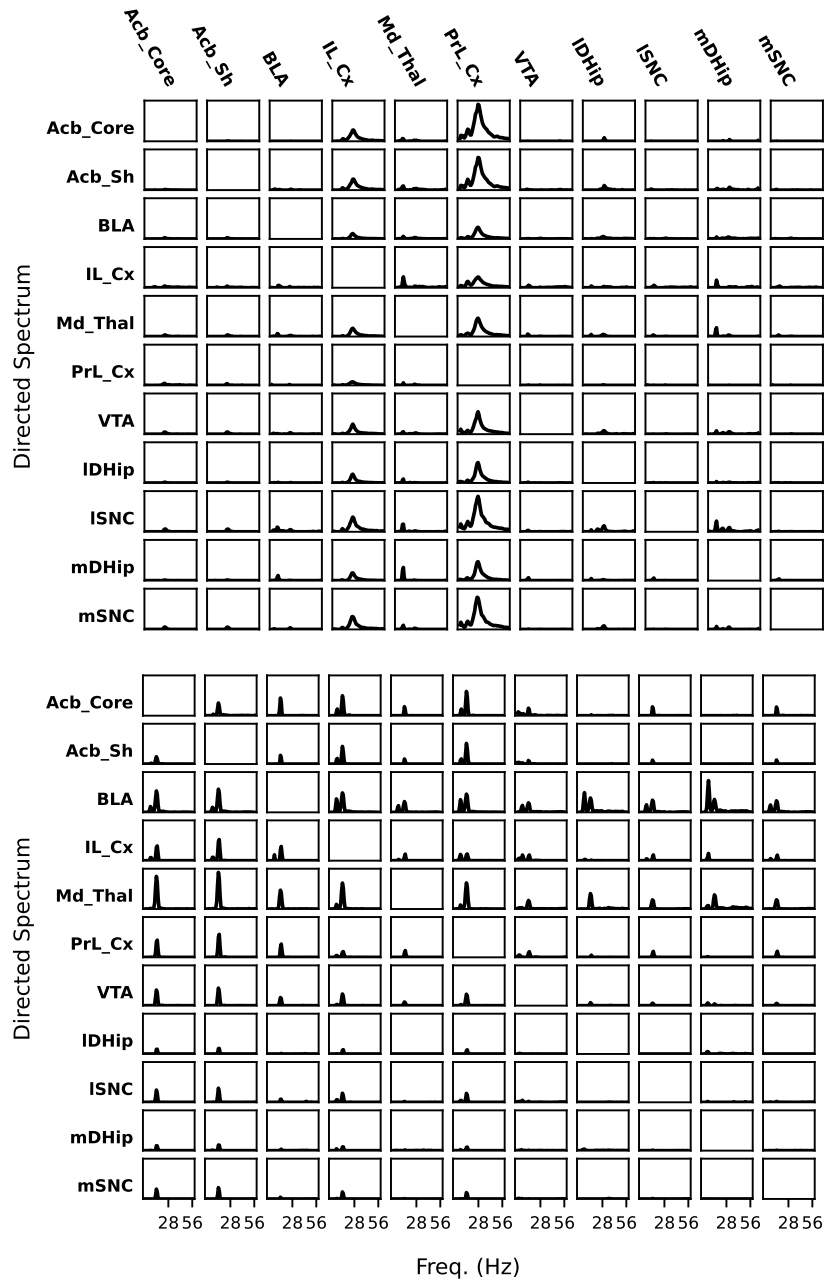 Acb_Core Acb_Sh BLA IL_Cx Md_Thal PrL_Cx VTA lDHip lSNC mDHip mSNC
Acb_Core
Acb_Sh
BLA
IL_Cx
Md_Thal
PrL_Cx
VTA
lDHip
lSNC
mDHip
mSNC
Directed Spectrum
Acb_Core
Acb_Sh
BLA
IL_Cx
Md_Thal
PrL_Cx
VTA
lDHip
lSNC
mDHip
mSNC
Directed Spectrum
28 56 28 56 28 56 28 56 28 56 28 56 28 56 28 56 28 56 28 56 28 56
Freq. (Hz)